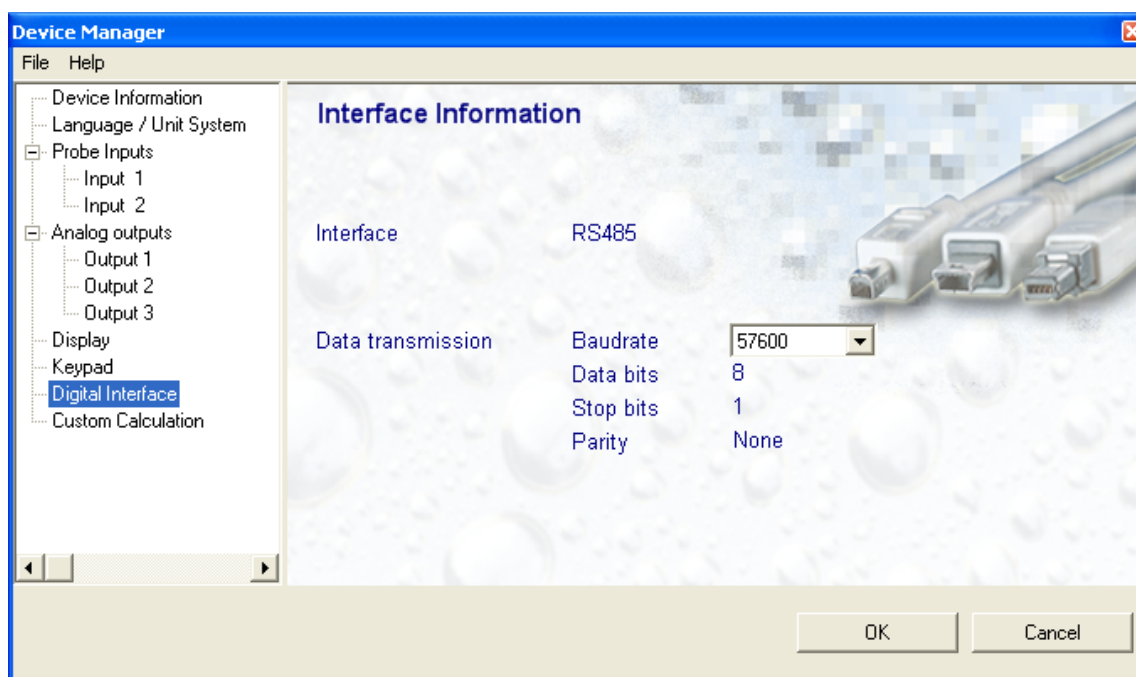 Device Manager
File Help
Device Information
Language / Unit System
Probe Inputs
Input 1
Input 2
Analog outputs
Output 1
Output 2
Output 3
Display
Keypad
Digital Interface
Custom Calculation
Interface Information
Interface RS485
Data transmission Baudrate 57600
Data bits 8
Stop bits 1
Parity None
OK Cancel